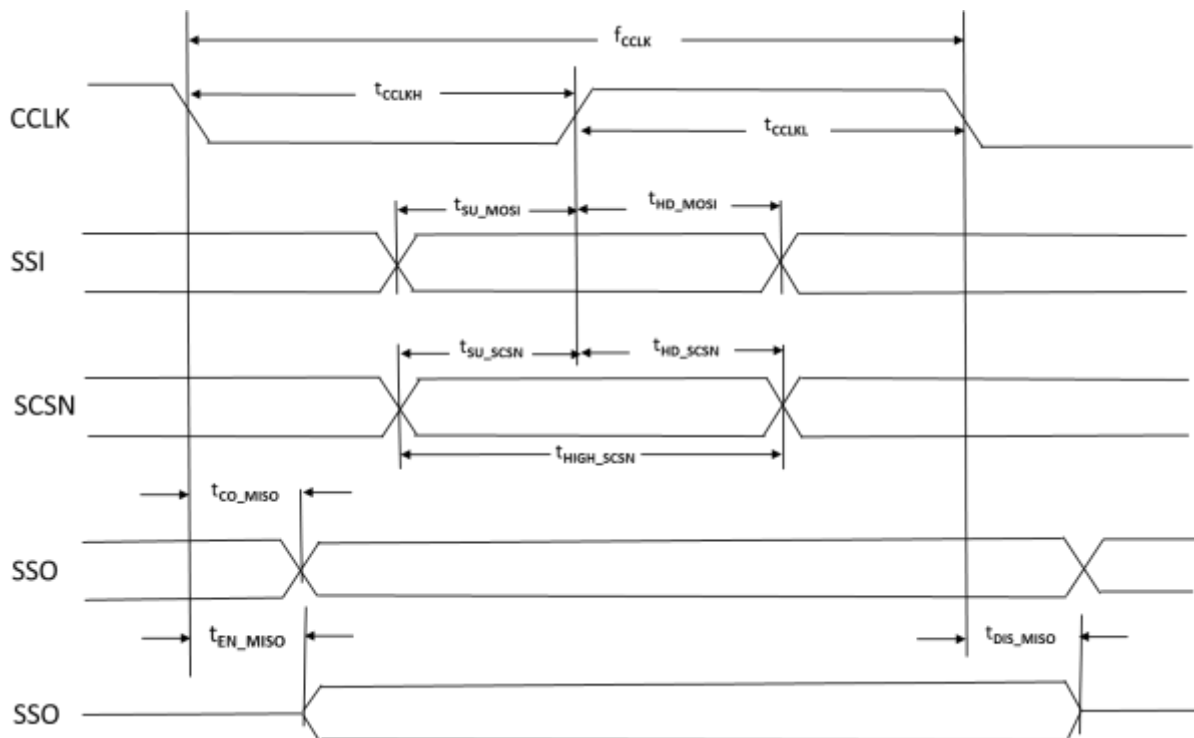 fCCLK
CCLK
tCCLKH
tCCLKL
tSU_MOSI
tHD_MOSI
SSI
tSU_SCSN
tHD_SCSN
SCSN
tHIGH_SCSN
tCO_MISO
SSO
tEN_MISO
tDIS_MISO
SSO